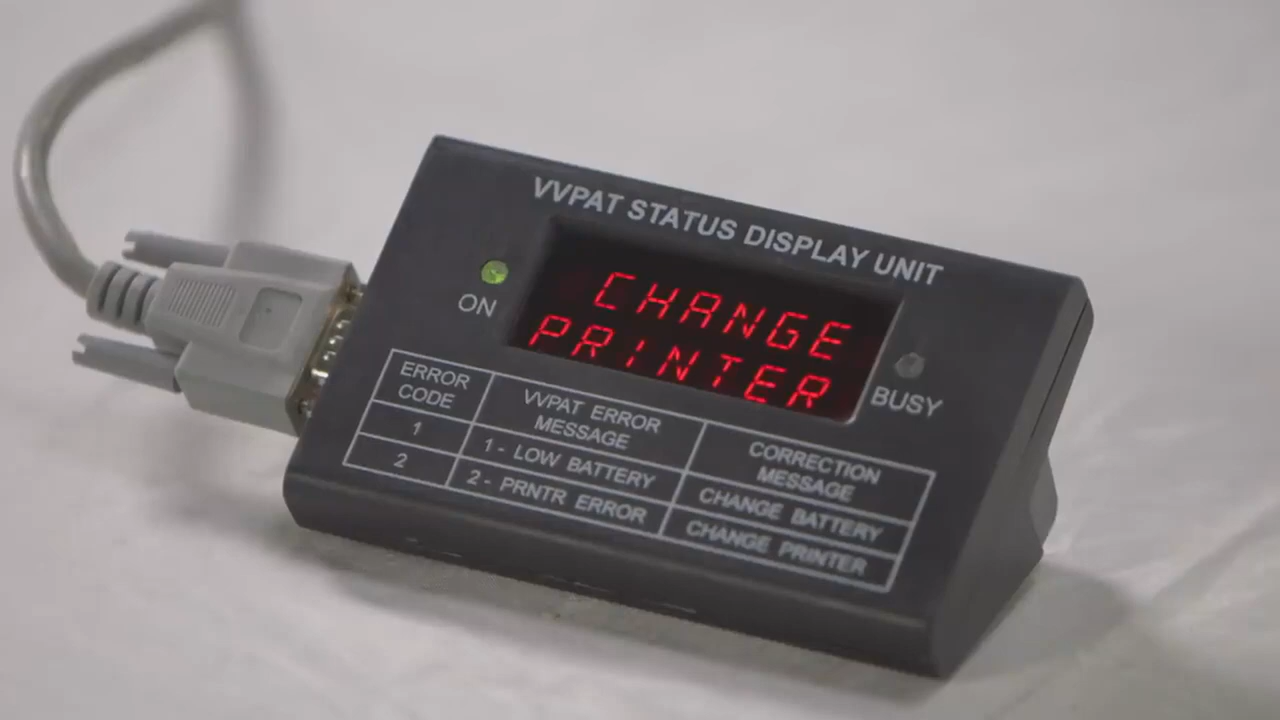 VVPAT STATUS DISPLAY UNIT
CHANGE
PRINTER
ON
BUSY
ERROR
CODE
VVPAT ERROR
MESSAGE
CORRECTION
MESSAGE
1
1 - LOW BATTERY
CHANGE BATTERY
2
2 - PRNTR ERROR
CHANGE PRINTER